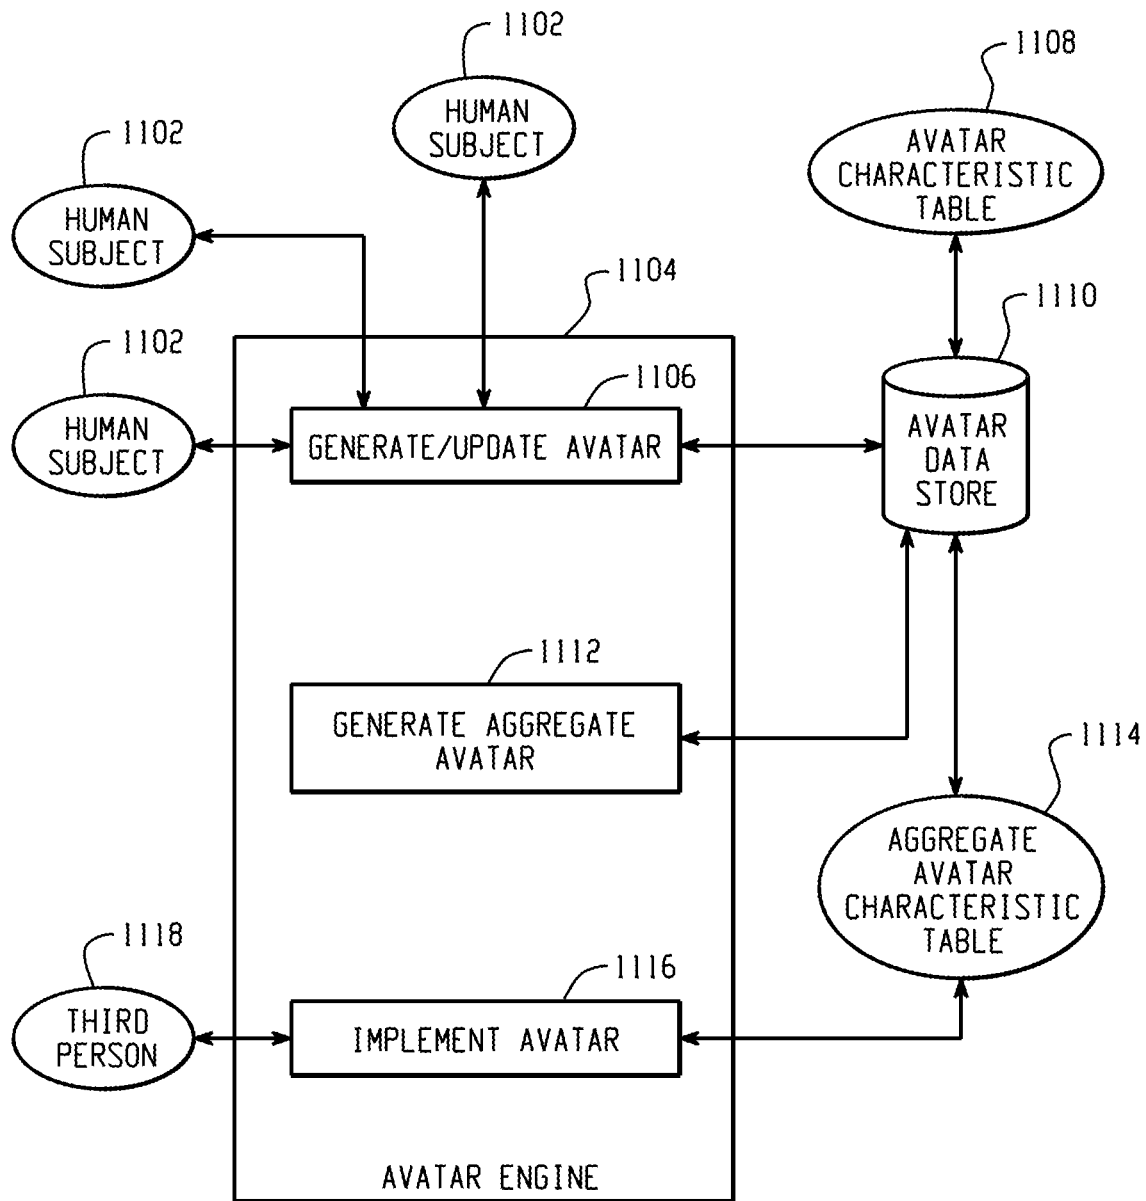 1102
HUMAN
SUBJECT
1108
AVATAR
CHARACTERISTIC
TABLE
1102
HUMAN
SUBJECT
1104
1110
AVATAR
DATA
STORE
1102
HUMAN
SUBJECT
1106
GENERATE/UPDATE AVATAR
1112
GENERATE AGGREGATE
AVATAR
1114
AGGREGATE
AVATAR
CHARACTERISTIC
TABLE
1118
THIRD
PERSON
1116
IMPLEMENT AVATAR
AVATAR ENGINE